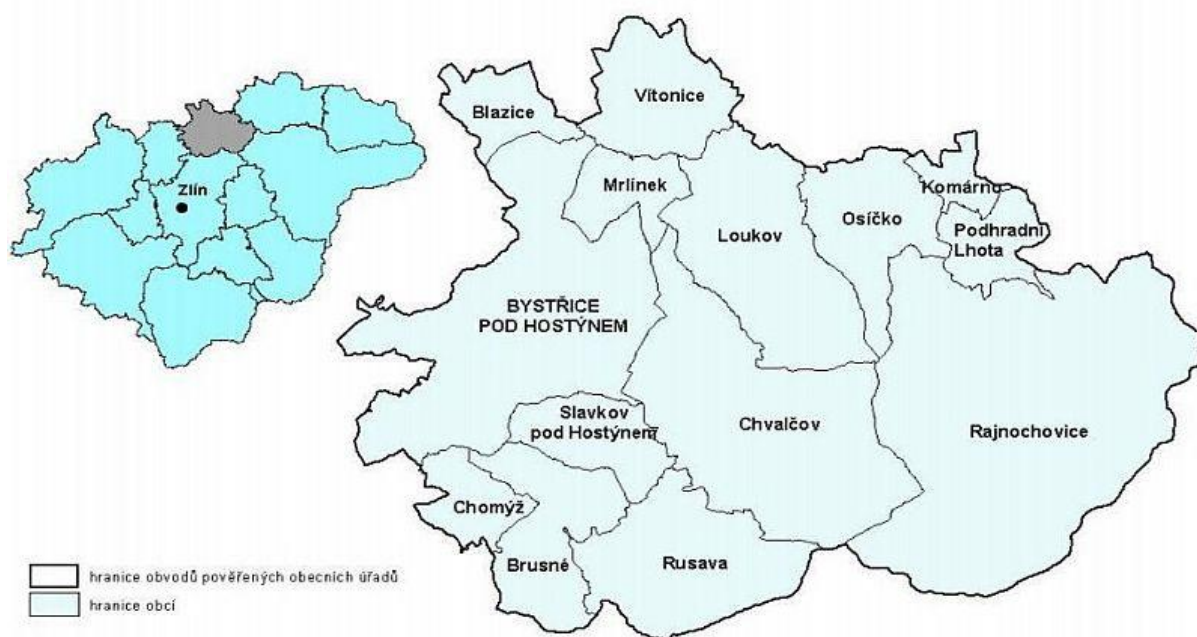 Zlín
Blazice
Vítonice
Mrlínek
Loukov
Osíčko
Komárno
Podhradní
Lhota
BYSTŘICE
POD HOSTÝNEM
Slavkov
pod Hostýnem
Chvalčov
Rajnochovice
Chomýž
Brusné
Rusava
hranice obvodů pověřených obecních úřadů
hranice obcí